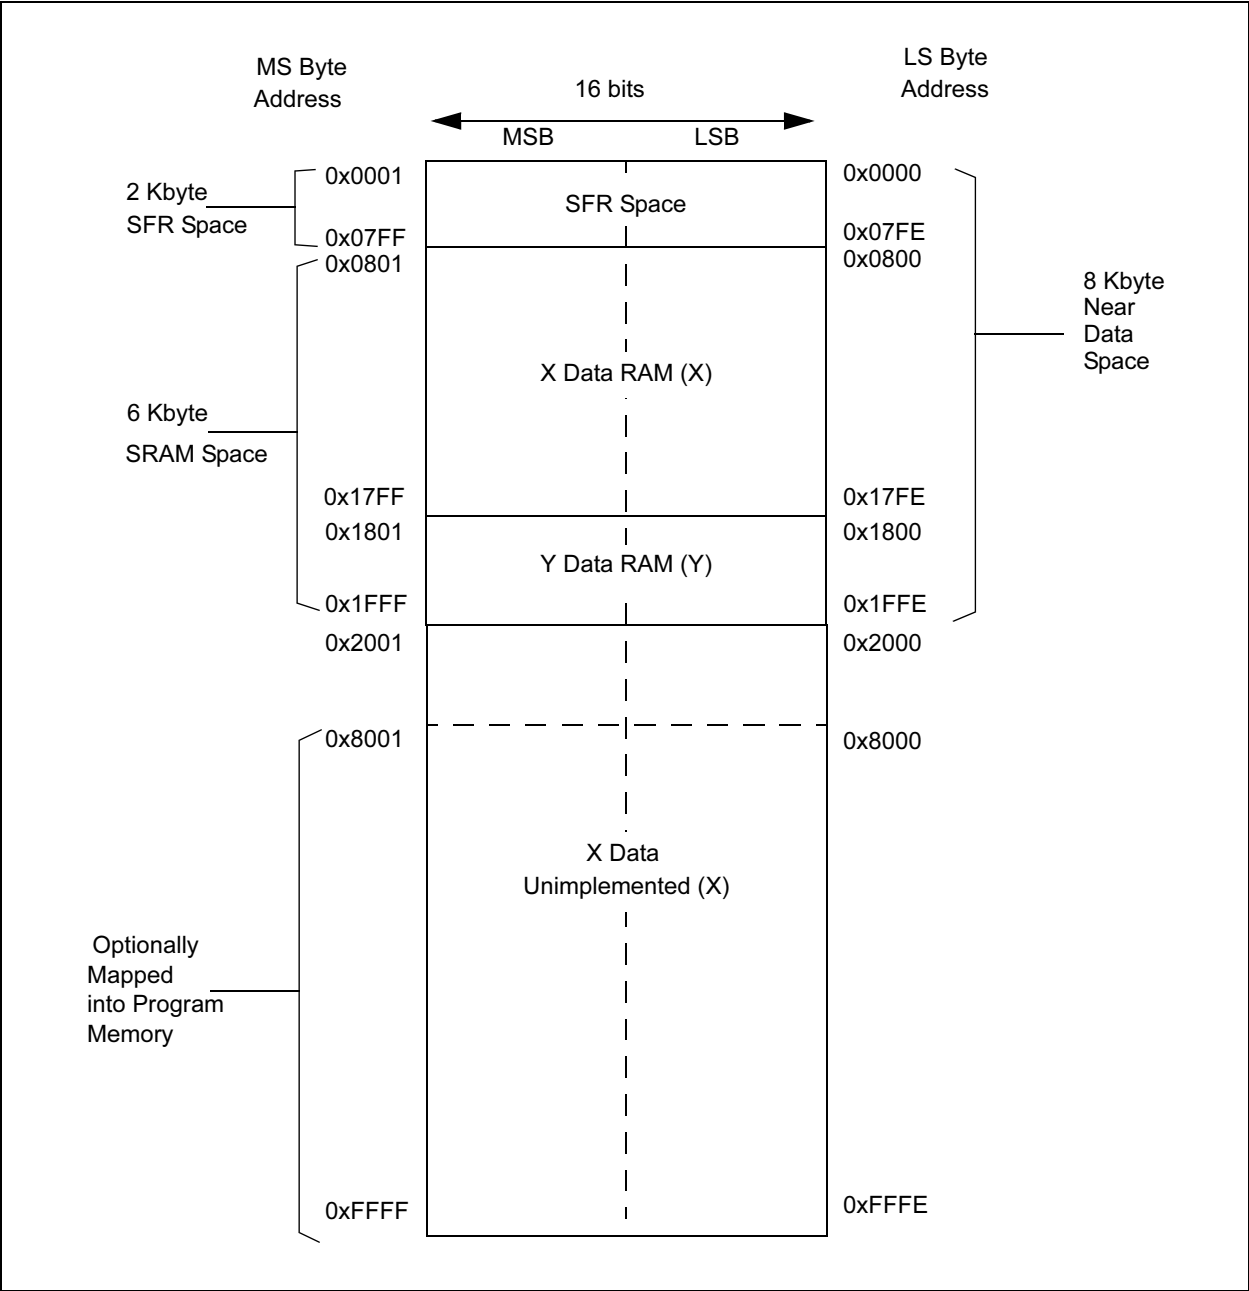 MS Byte
Address
16 bits
LS Byte
Address
MSB
LSB
2 Kbyte
SFR Space
0x0001
0x07FF
0x0801
SFR Space
0x0000
0x07FE
0x0800
8 Kbyte
Near
Data
Space
6 Kbyte
SRAM Space
X Data RAM (X)
0x17FF
0x1801
0x17FE
0x1800
Y Data RAM (Y)
0x1FFF
0x2001
0x1FFE
0x2000
0x8001
0x8000
X Data
Unimplemented (X)
Optionally
Mapped
into Program
Memory
0xFFFF
0xFFFE